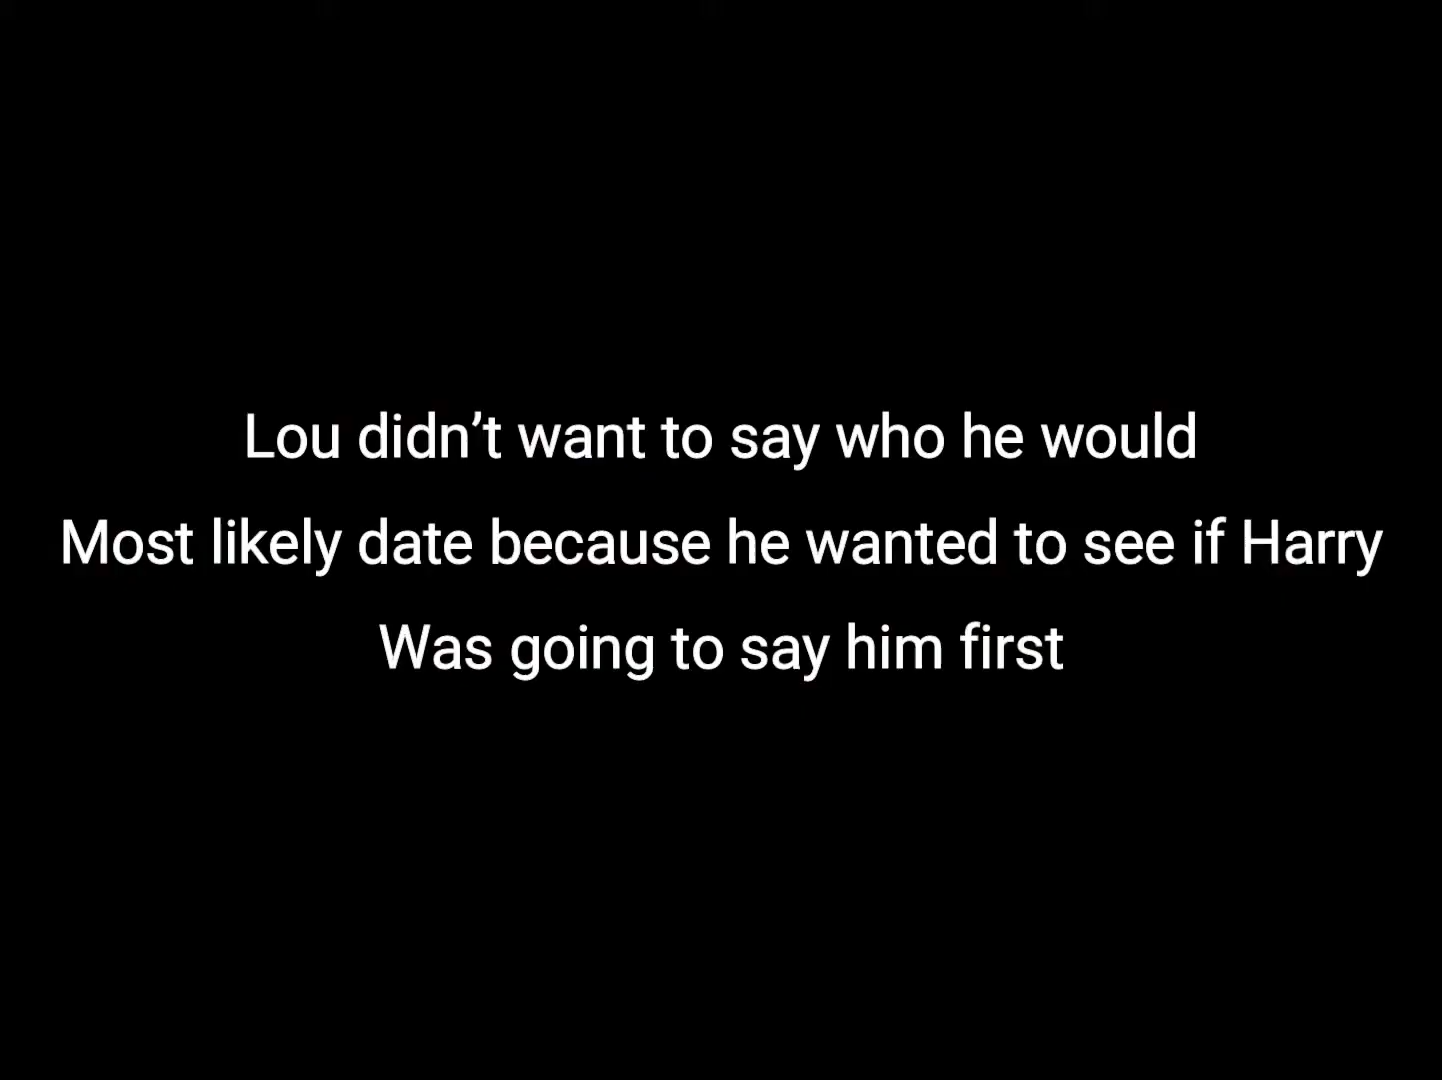 Lou didn’t want to say who he would
Most likely date because he wanted to see if Harry
Was going to say him first